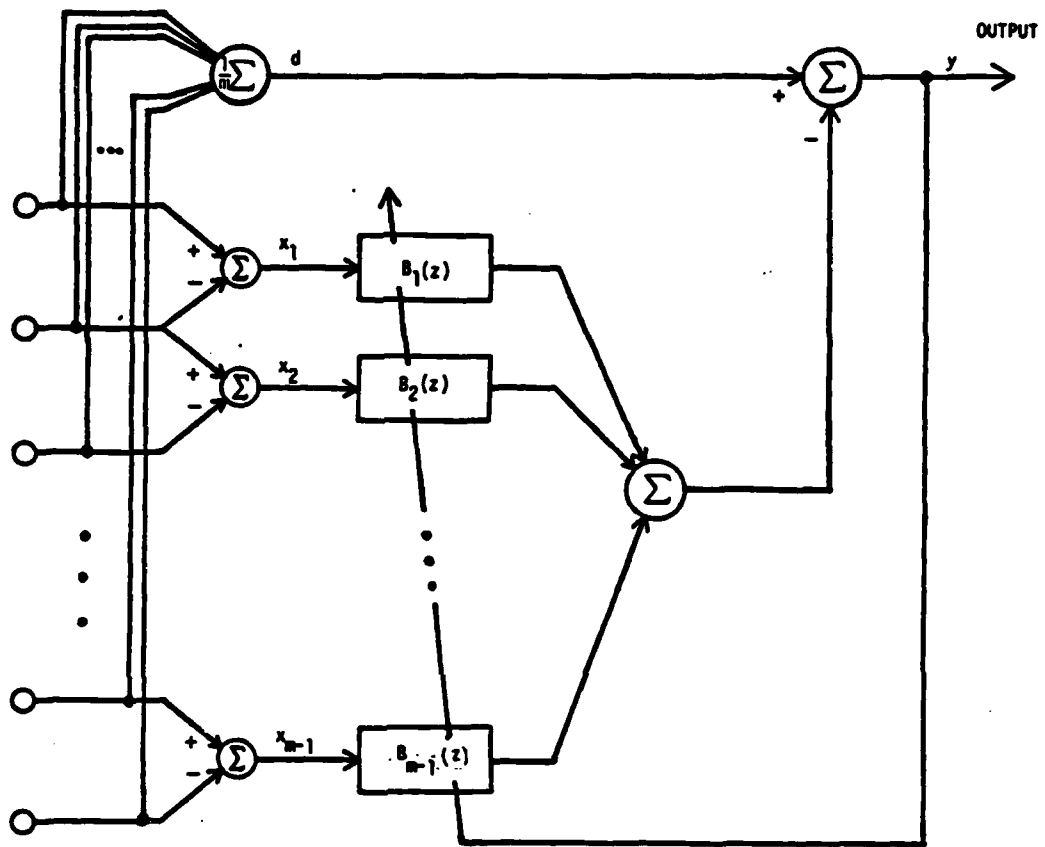 OUTPUT
1/m Σ
d
Σ
y
+
−
...
+
−
Σ
x₁
B₁(z)
+
−
Σ
x₂
B₂(z)
Σ
+
−
Σ
xₘ₋₁
Bₘ₋₁(z)